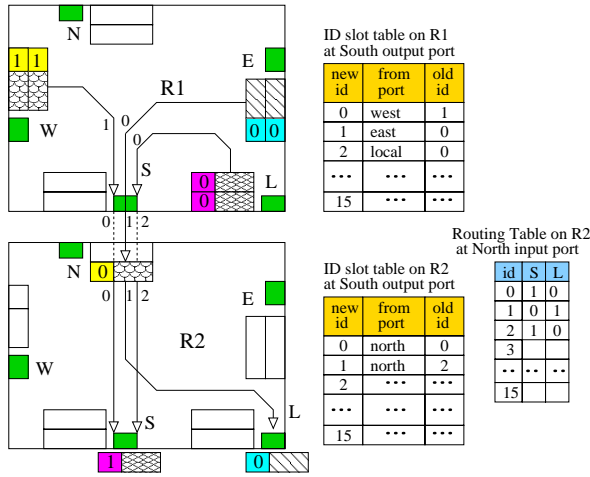 N
E
1 1
R1
W
1
0
0
0 0
S
0
0
L
0 1 2
N
0
0 1 2
E
R2
W
S
L
1
0
ID slot table on R1
at South output port
new id from port old id
0 west 1
1 east 0
2 local 0
... ... ...
15
ID slot table on R2
at South output port
new id from port old id
0 north 0
1 north 2
2 ... ...
... ... ...
15
Routing Table on R2
at North input port
id S L
0 1 0
1 0 1
2 1 0
3
.. .. ..
15